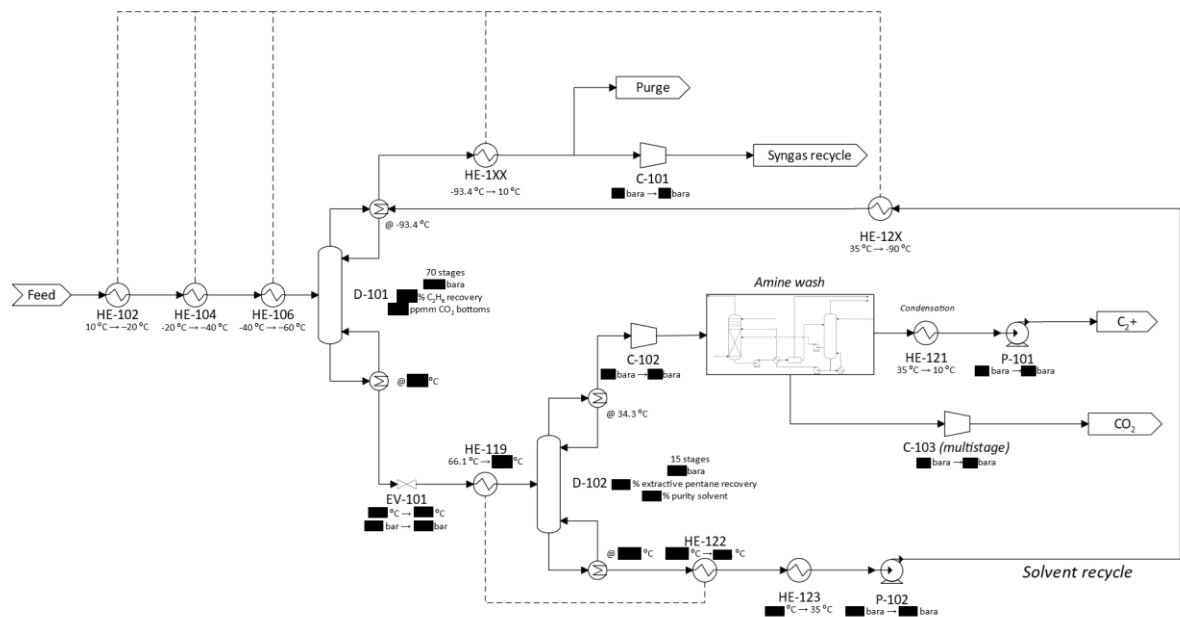 Purge
HE-1XX
-93.4 °C → 10 °C
C-101
bara → bara
Syngas recycle
@ -93.4 °C
HE-12X
35 °C → -90 °C
Feed
HE-102
10 °C → -20 °C
HE-104
-20 °C → -40 °C
HE-106
-40 °C → -60 °C
D-101
70 stages
bara
% C₂H₆ recovery
ppmm CO₂ bottoms
Amine wash
Condensation
HE-121
35 °C → 10 °C
P-101
bara → bara
C₂+
C-102
bara → bara
@ °C
@ 34.3 °C
C-103 (multistage)
bara → bara
CO₂
HE-119
66.1 °C → °C
EV-101
°C → °C
bar → bar
D-102
15 stages
bara
% extractive pentane recovery
% purity solvent
@ °C
HE-122
°C → °C
HE-123
°C → 35 °C
P-102
bara → bara
Solvent recycle